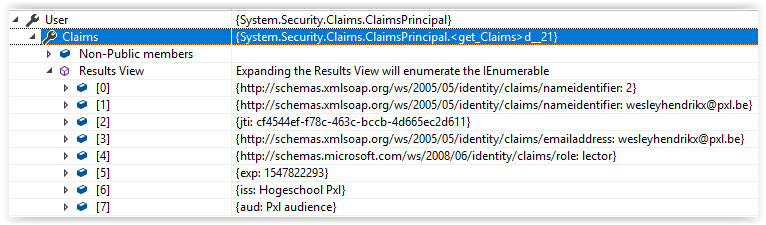 User {System.Security.Claims.ClaimsPrincipal}
Claims {System.Security.Claims.ClaimsPrincipal.<get_Claims>d__21}
Non-Public members
Results View Expanding the Results View will enumerate the IEnumerable
[0] {http://schemas.xmlsoap.org/ws/2005/05/identity/claims/nameidentifier: 2}
[1] {http://schemas.xmlsoap.org/ws/2005/05/identity/claims/nameidentifier: wesleyhendrikx@pxl.be}
[2] {jti: cf4544ef-f78c-463c-bccb-4d665ec2d611}
[3] {http://schemas.xmlsoap.org/ws/2005/05/identity/claims/emailaddress: wesleyhendrikx@pxl.be}
[4] {http://schemas.microsoft.com/ws/2008/06/identity/claims/role: lector}
[5] {exp: 1547822293}
[6] {iss: Hogeschool Pxl}
[7] {aud: Pxl audience}